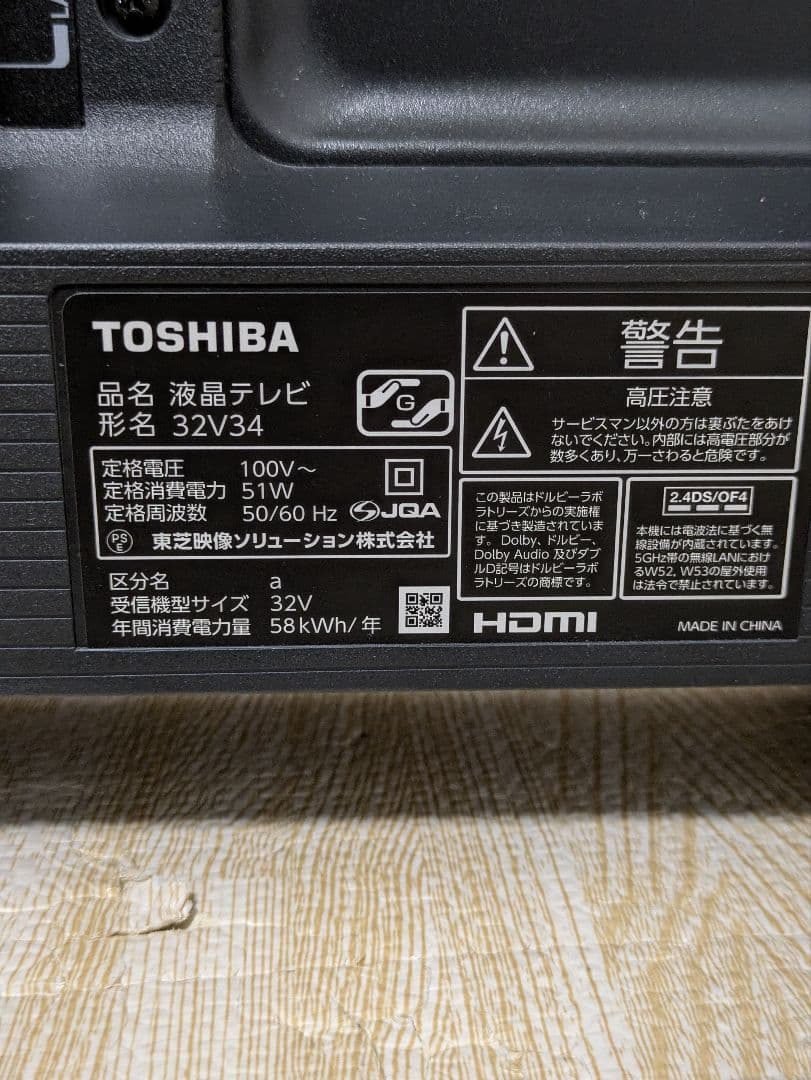 TOSHIBA
品名 液晶テレビ
形名 32V34
G
定格電圧 100V～
定格消費電力 51W
定格周波数 50/60 Hz
JQA
PS
E
東芝映像ソリューション株式会社
区分名 a
受信機型サイズ 32V
年間消費電力量 58kWh/年
警告
高圧注意
サービスマン以外の方は裏ぶたをあけ
ないでください。内部には高電圧部分が
数多くあり、万一さわると危険です。
この製品はドルビーラボ
ラトリーズからの実施権
に基づき製造されていま
す。Dolby、ドルビー、
Dolby Audio 及びダブ
ルD記号はドルビーラボ
ラトリーズの商標です。
2.4DS/OF4
本機には電波法に基づく無
線設備が内蔵されています。
5GHz帯の無線LANにおけ
るW52、W53の屋外使用
は法令で禁止されています。
HDMI
MADE IN CHINA